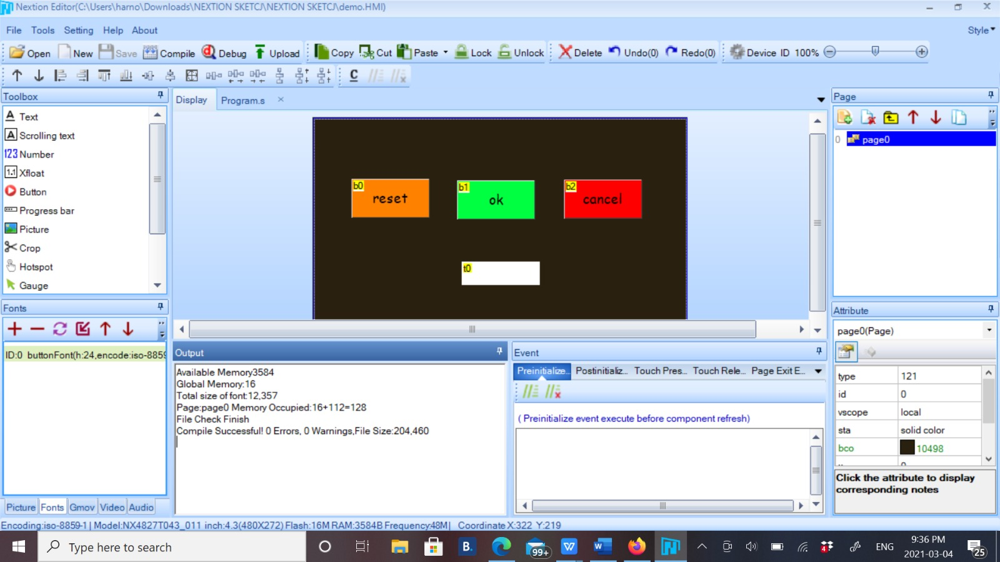 Nextion Editor(C:\Users\harno\Downloads\NEXTION SKETCJ\NEXTION SKETCJ\demo.HMI)
File Tools Setting Help About
Style
Open New Save Compile Debug Upload Copy Cut Paste Lock Unlock Delete Undo(0) Redo(0) Device ID 100%
Toolbox
Text
Scrolling text
123 Number
1.1 Xfloat
Button
Progress bar
Picture
Crop
Hotspot
Gauge
Fonts
ID:0 buttonFont(h:24,encode:iso-8859
Picture Fonts Gmov Video Audio
Display Program.s
b0
reset
b1
ok
b2
cancel
t0
Output
Available Memory3584
Global Memory:16
Total size of font:12,357
Page:page0 Memory Occupied:16+112=128
File Check Finish
Compile Successful! 0 Errors, 0 Warnings,File Size:204,460
Event
Preinitialize... Postinitializ... Touch Pres... Touch Rele... Page Exit E...
( Preinitialize event execute before component refresh)
Page
0 page0
Attribute
page0(Page)
type 121
id 0
vscope local
sta solid color
bco 10498
Click the attribute to display
corresponding notes
Encoding:iso-8859-1 | Model:NX4827T043_011 inch:4.3(480X272) Flash:16M RAM:3584B Frequency:48M | Coordinate X:322 Y:219
Type here to search
B.
99+
W
ENG
9:36 PM
2021-03-04
25